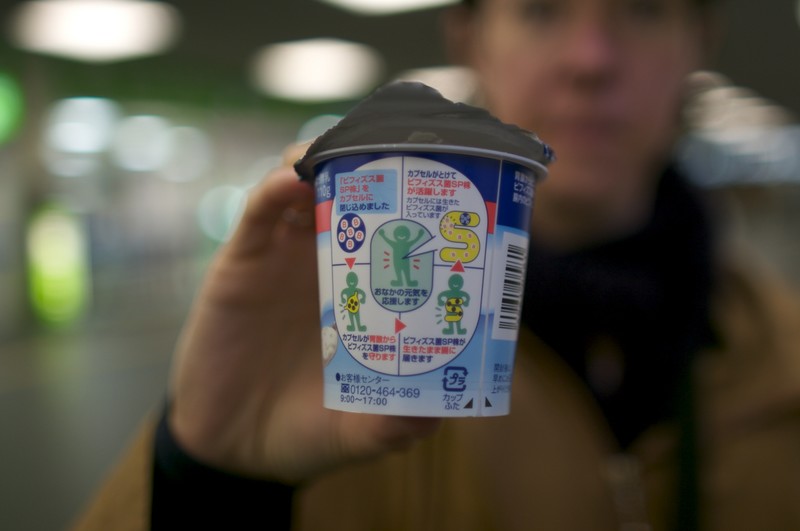 「ビフィズス菌
SP株」を
カプセルに
閉じ込めました
カプセルがとけて
ビフィズス菌SP株
が活躍します
カプセルには生きた
ビフィズス菌が
入っています
おなかの元気を
応援します
カプセルが胃液から
ビフィズス菌SP株
を守ります
ビフィズス菌SP株が
生きたまま腸に
届きます
●お客様センター
0120-464-369
9:00〜17:00
プラ
カップ
ふた